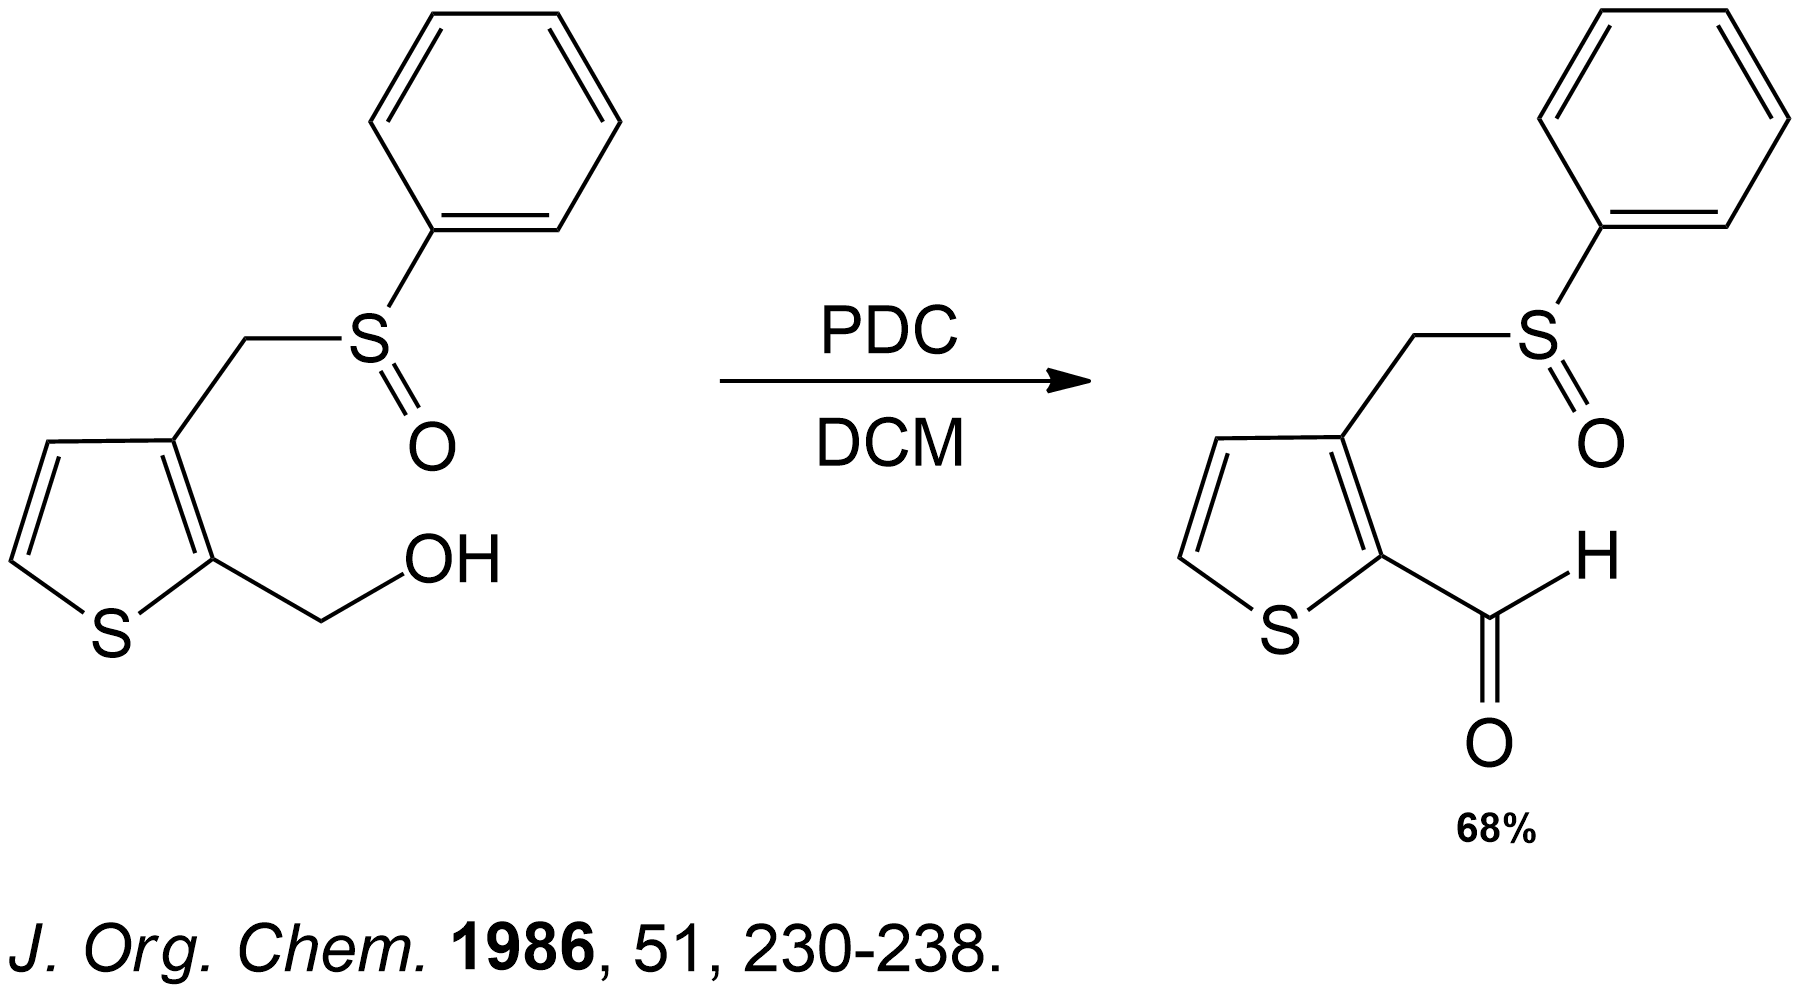 S
O
OH
S
PDC
DCM
S
O
H
S
O
68%
J. Org. Chem. 1986, 51, 230-238.